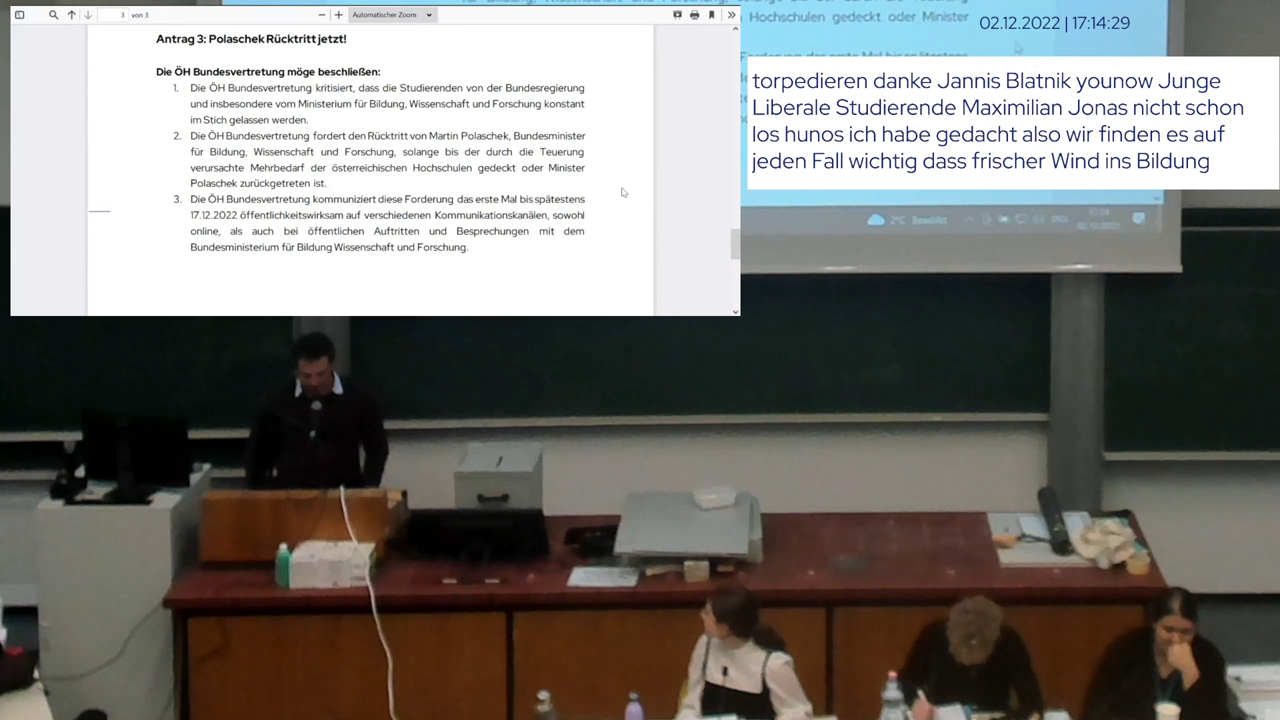 3 von 3
Automatischer Zoom
Antrag 3: Polaschek Rücktritt jetzt!
Die ÖH Bundesvertretung möge beschließen:
1. Die ÖH Bundesvertretung kritisiert, dass die Studierenden von der Bundesregierung
und insbesondere vom Ministerium für Bildung, Wissenschaft und Forschung konstant
im Stich gelassen werden.
2. Die ÖH Bundesvertretung fordert den Rücktritt von Martin Polaschek, Bundesminister
für Bildung, Wissenschaft und Forschung, solange bis der durch die Teuerung
verursachte Mehrbedarf der österreichischen Hochschulen gedeckt oder Minister
Polaschek zurückgetreten ist.
3. Die ÖH Bundesvertretung kommuniziert diese Forderung das erste Mal bis spätestens
17.12.2022 öffentlichkeitswirksam auf verschiedenen Kommunikationskanälen, sowohl
online, als auch bei öffentlichen Auftritten und Besprechungen mit dem
Bundesministerium für Bildung Wissenschaft und Forschung.
Hochschulen gedeckt oder Minister
02.12.2022 | 17:14:29
torpedieren danke Jannis Blatnik younow Junge
Liberale Studierende Maximilian Jonas nicht schon
los hunos ich habe gedacht also wir finden es auf
jeden Fall wichtig dass frischer Wind ins Bildung
2°C Bewölkt